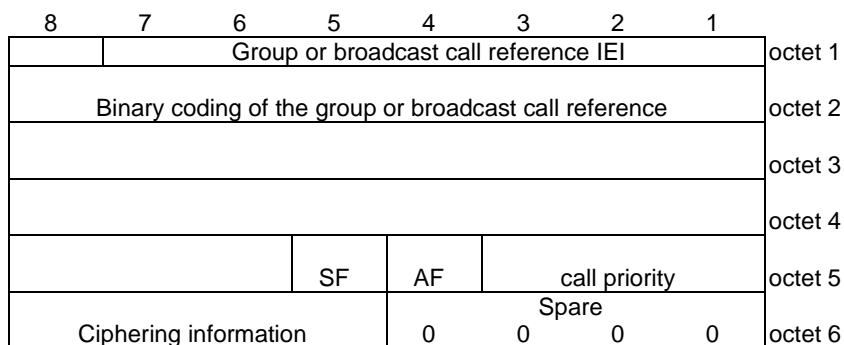 8 7 6 5 4 3 2 1
Group or broadcast call reference IEI octet 1
Binary coding of the group or broadcast call reference octet 2
octet 3
octet 4
SF AF call priority octet 5
Spare
Ciphering information 0 0 0 0 octet 6